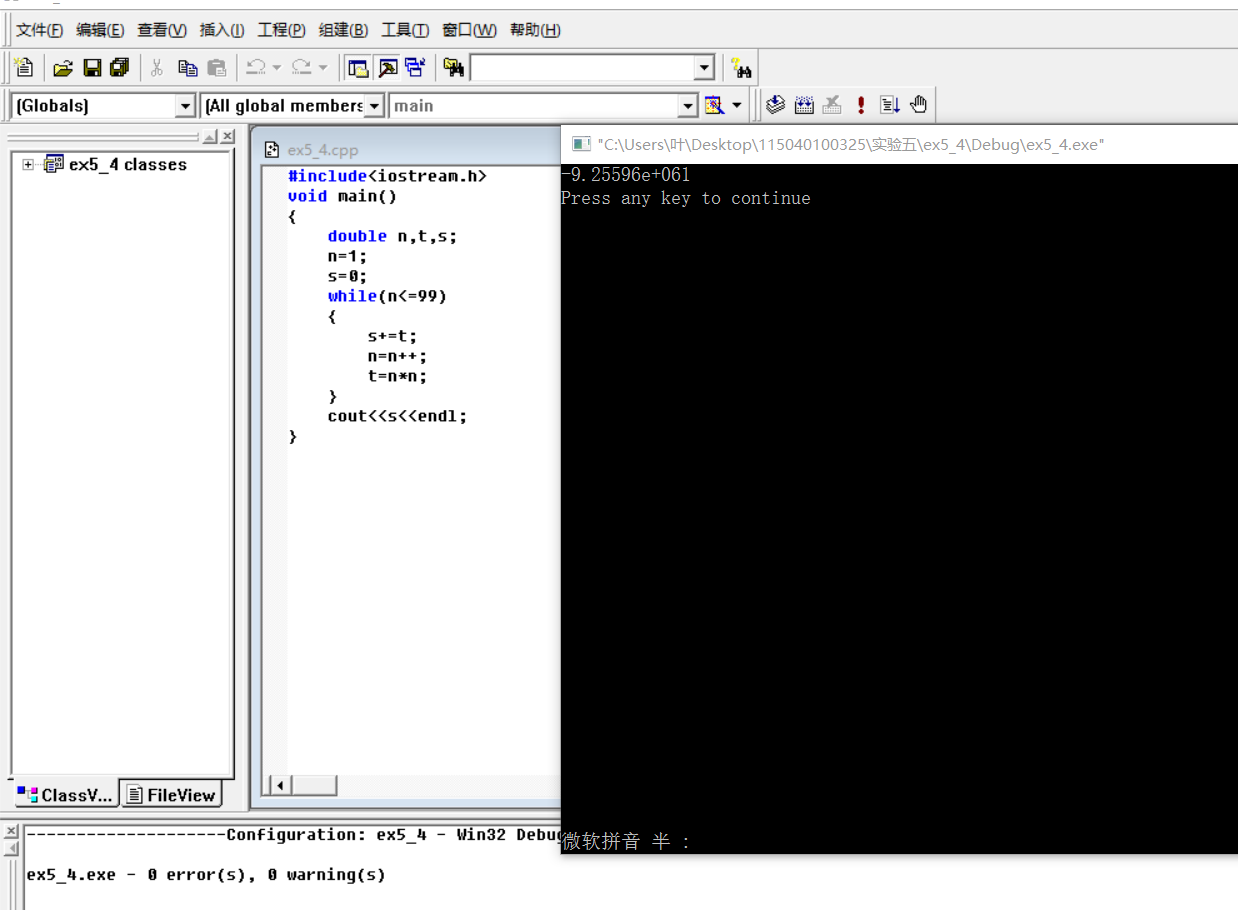 文件(F) 编辑(E) 查看(V) 插入(I) 工程(P) 组建(B) 工具(T) 窗口(W) 帮助(H)
(Globals) (All global members main
ex5_4 classes
ClassV... FileView
ex5_4.cpp
#include<iostream.h>
void main()
{
double n,t,s;
n=1;
s=0;
while(n<=99)
{
s+=t;
n=n++;
t=n*n;
}
cout<<s<<endl;
}
"C:\Users\叶\Desktop\115040100325\实验五\ex5_4\Debug\ex5_4.exe"
-9.25596e+061
Press any key to continue
微软拼音 半 :
--------------------Configuration: ex5_4 - Win32 Debug
ex5_4.exe - 0 error(s), 0 warning(s)